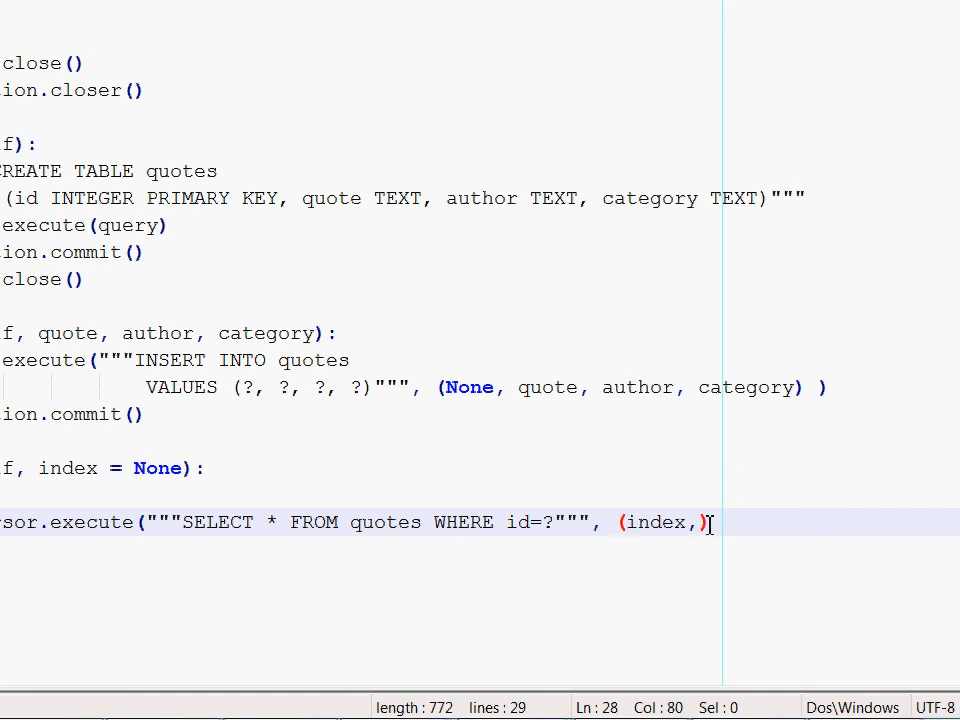 close()
ion.closer()
f):
CREATE TABLE quotes
(id INTEGER PRIMARY KEY, quote TEXT, author TEXT, category TEXT)"""
execute(query)
ion.commit()
close()
f, quote, author, category):
execute("""INSERT INTO quotes
VALUES (?, ?, ?, ?)""", (None, quote, author, category) )
ion.commit()
f, index = None):
sor.execute("""SELECT * FROM quotes WHERE id=?""", (index,)
length : 772 lines : 29 Ln : 28 Col : 80 Sel : 0 Dos\Windows UTF-8